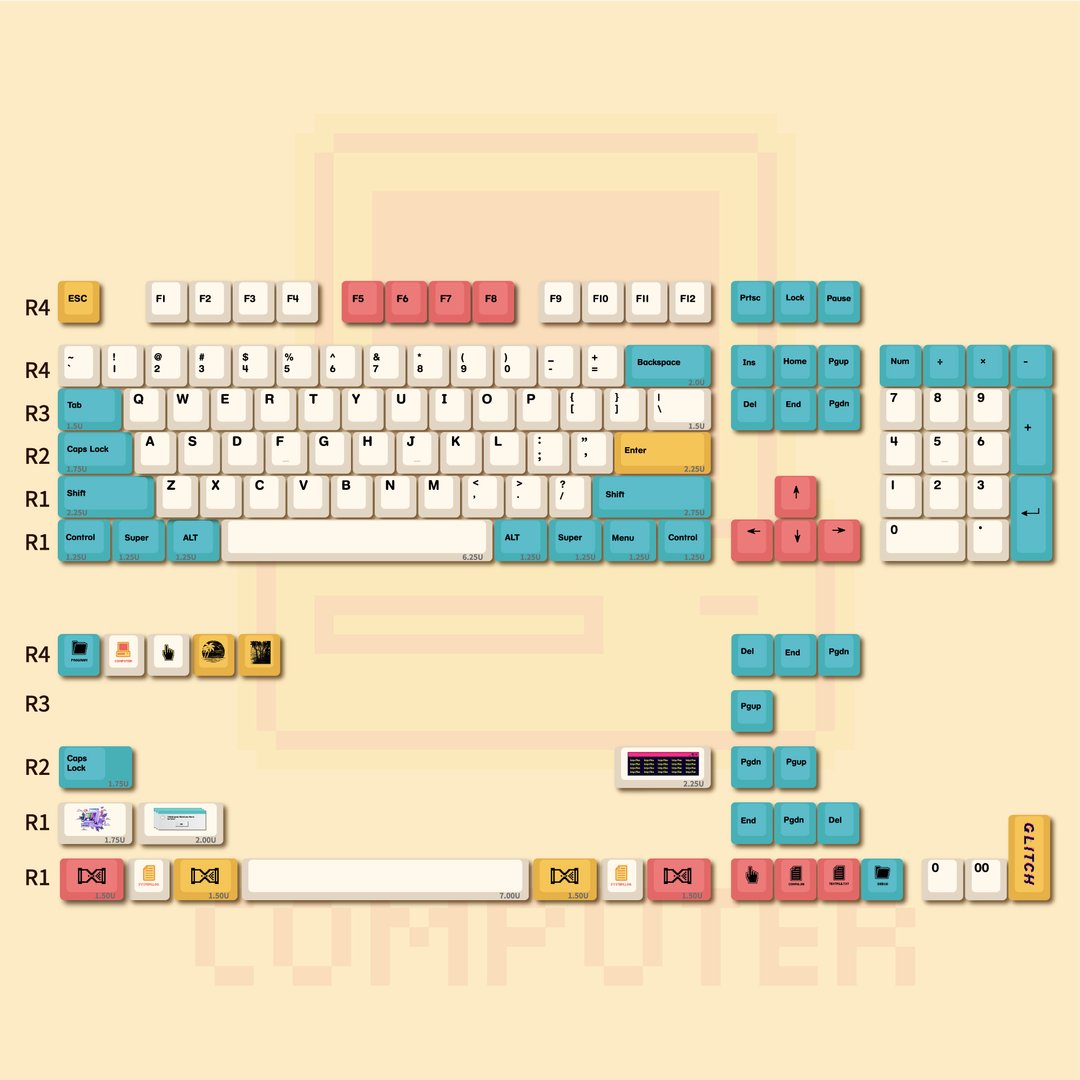 R4 ESC F1 F2 F3 F4 F5 F6 F7 F8 F9 F10 F11 F12 Prtsc Lock Pause
R4 ~ ` ! 1 @ 2 # 3 $ 4 % 5 ^ 6 & 7 * 8 ( 9 ) 0 _ - + = Backspace 2.0U Ins Home Pgup Num + × -
R3 Tab 1.5U Q W E R T Y U I O P { [ } ] | \ 1.5U Del End Pgdn 7 8 9 +
R2 Caps Lock 1.75U A S D F _ G H J _ K L : ; ” ’ Enter 2.25U 4 5 _ 6
R1 Shift 2.25U Z X C V B N M < , > . ? / Shift 2.75U ↑ 1 2 3 ↵
R1 Control 1.25U Super 1.25U ALT 1.25U 6.25U ALT 1.25U Super 1.25U Menu 1.25U Control 1.25U ← ↓ → 0 .
R4 PROGRAM COMPUTER Del End Pgdn
R3 Pgup
R2 Caps
Lock 1.75U 2.25U Pgdn Pgup
R1 1.75U 2.00U End Pgdn Del
R1 1.50U 1.50U 7.00U 1.50U 1.50U 0 00 GLITCH
COMPUTER